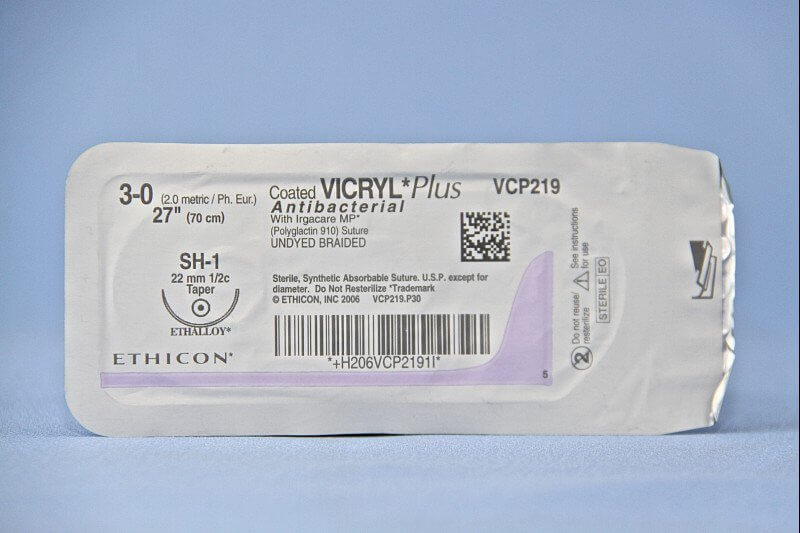 3-0 (2.0 metric / Ph. Eur.)
27" (70 cm)
SH-1
22 mm 1/2c
Taper
ETHALLOY*
ETHICON*
Coated VICRYL* Plus VCP219
Antibacterial
With Irgacare MP*
(Polyglactin 910) Suture
UNDYED BRAIDED
Sterile, Synthetic Absorbable Suture. U.S.P. except for
diameter. Do Not Resterilize *Trademark
© ETHICON, INC 2006 VCP219.P30
*+H206VCP2191I*
5
Do not reuse/
resterilize
2
See instructions
for use
STERILE EO